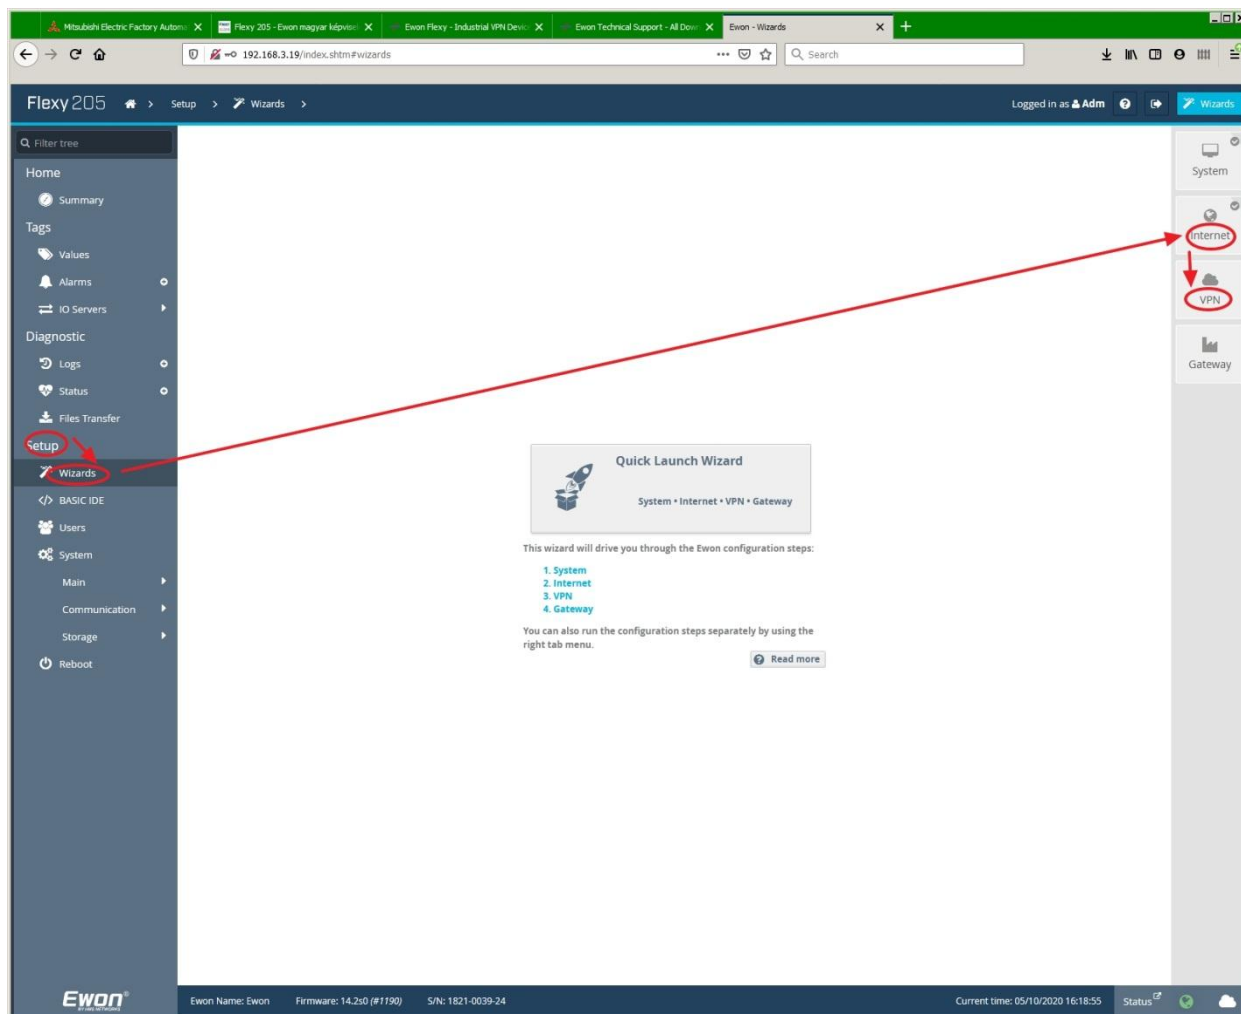 Mitsubishi Electric Factory Autom
Flexy 205 - Ewon magyar képvisel
Ewon Flexy - Industrial VPN Devic
Ewon Technical Support - All Down
Ewon - Wizards
192.168.3.19/index.shtm#wizards
Search
Flexy 205
Setup > Wizards >
Logged in as Adm
Wizards
Filter tree
Home
Summary
Tags
Values
Alarms
IO Servers
Diagnostic
Logs
Status
Files Transfer
Setup
Wizards
BASIC IDE
Users
System
Main
Communication
Storage
Reboot
Quick Launch Wizard
System • Internet • VPN • Gateway
This wizard will drive you through the Ewon configuration steps:
1. System
2. Internet
3. VPN
4. Gateway
You can also run the configuration steps separately by using the
right tab menu.
Read more
System
Internet
VPN
Gateway
Ewon®
Ewon Name: Ewon
Firmware: 14.2s0 (#1190)
S/N: 1821-0039-24
Current time: 05/10/2020 16:18:55
Status